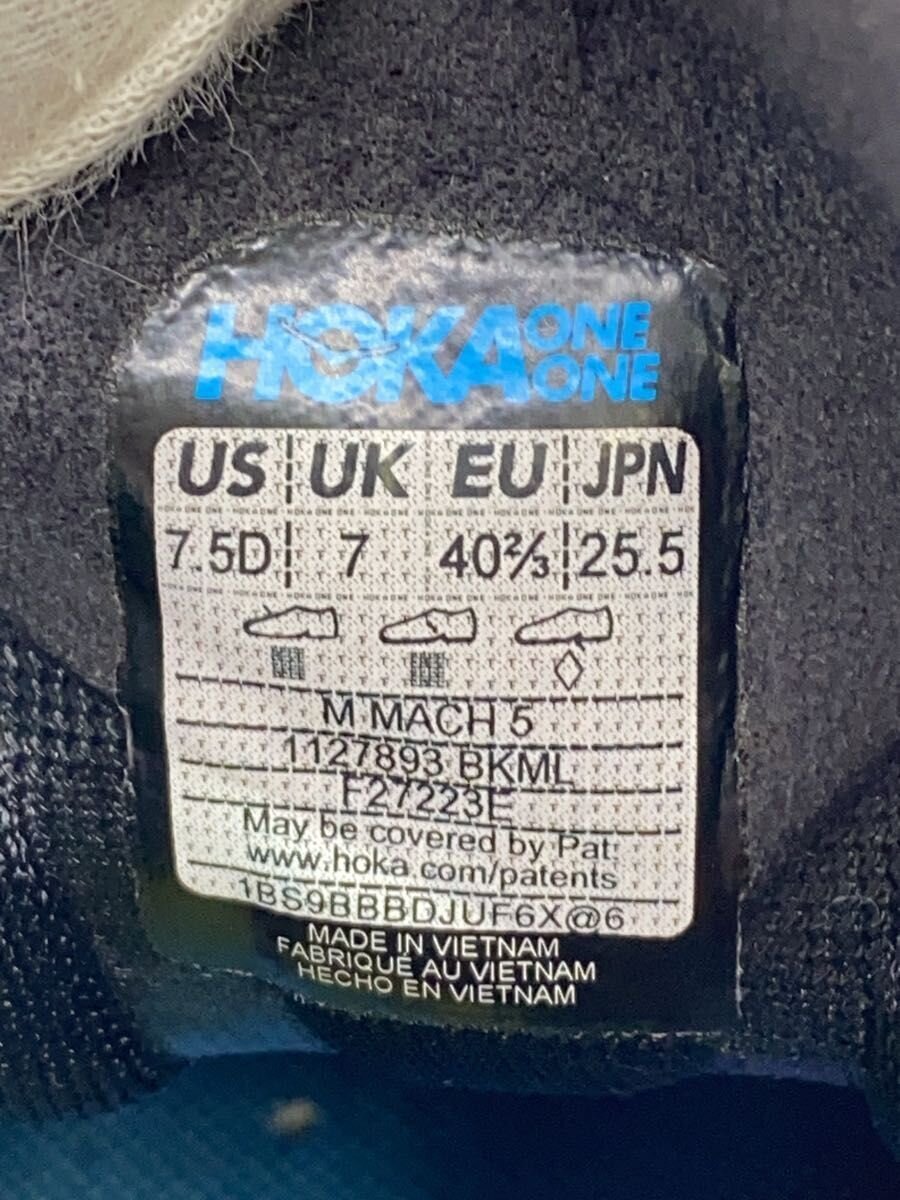 HOKA ONE ONE
US UK EU JPN
7.5D 7 40⅔ 25.5
M MACH 5
1127893 BKML
F27223E
May be covered by Pat:
www.hoka.com/patents
1BS9BBBDJUF6X@6
MADE IN VIETNAM
FABRIQUÉ AU VIETNAM
HECHO EN VIETNAM